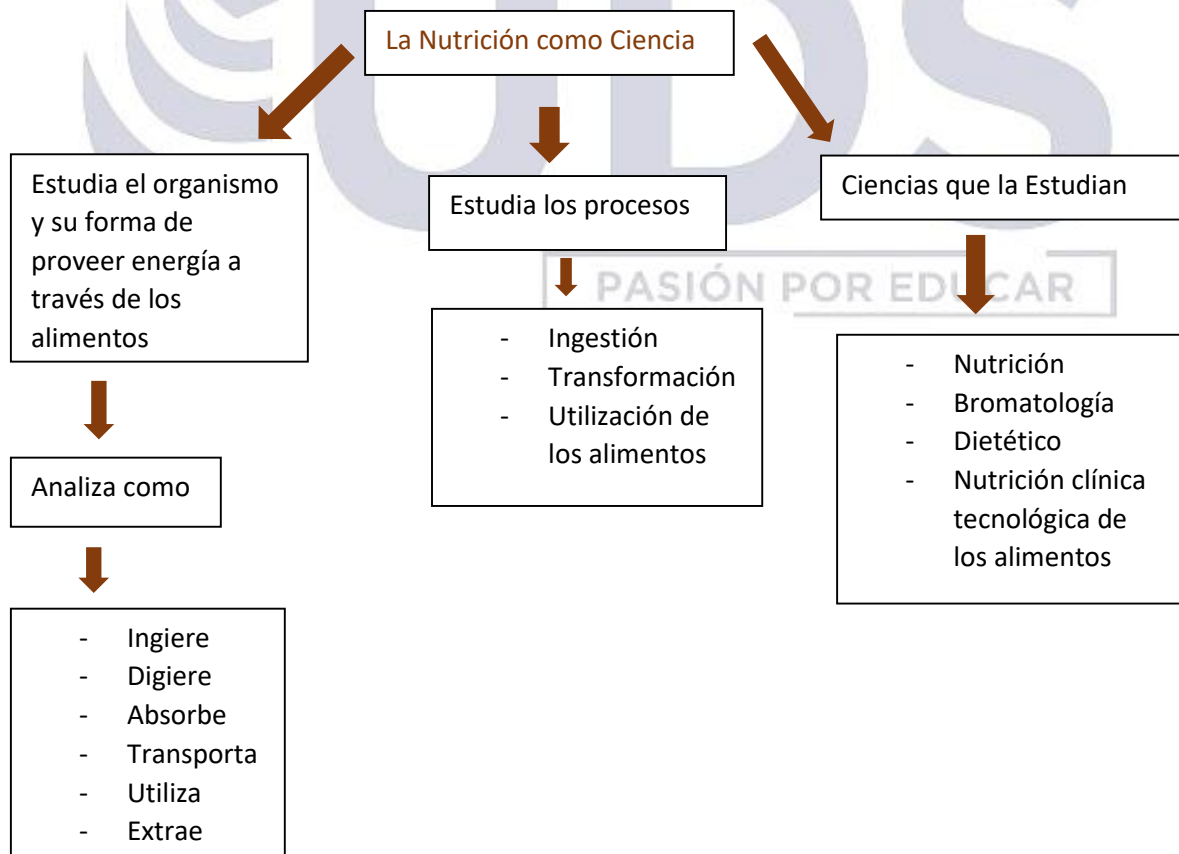 UDS
La Nutrición como Ciencia
Estudia el organismo
y su forma de
proveer energía a
través de los
alimentos
Analiza como
- Ingiere
- Digiere
- Absorbe
- Transporta
- Utiliza
- Extrae
Estudia los procesos
- Ingestión
- Transformación
- Utilización de
los alimentos
Ciencias que la Estudian
PASIÓN POR EDUCAR
- Nutrición
- Bromatología
- Dietético
- Nutrición clínica
tecnológica de
los alimentos